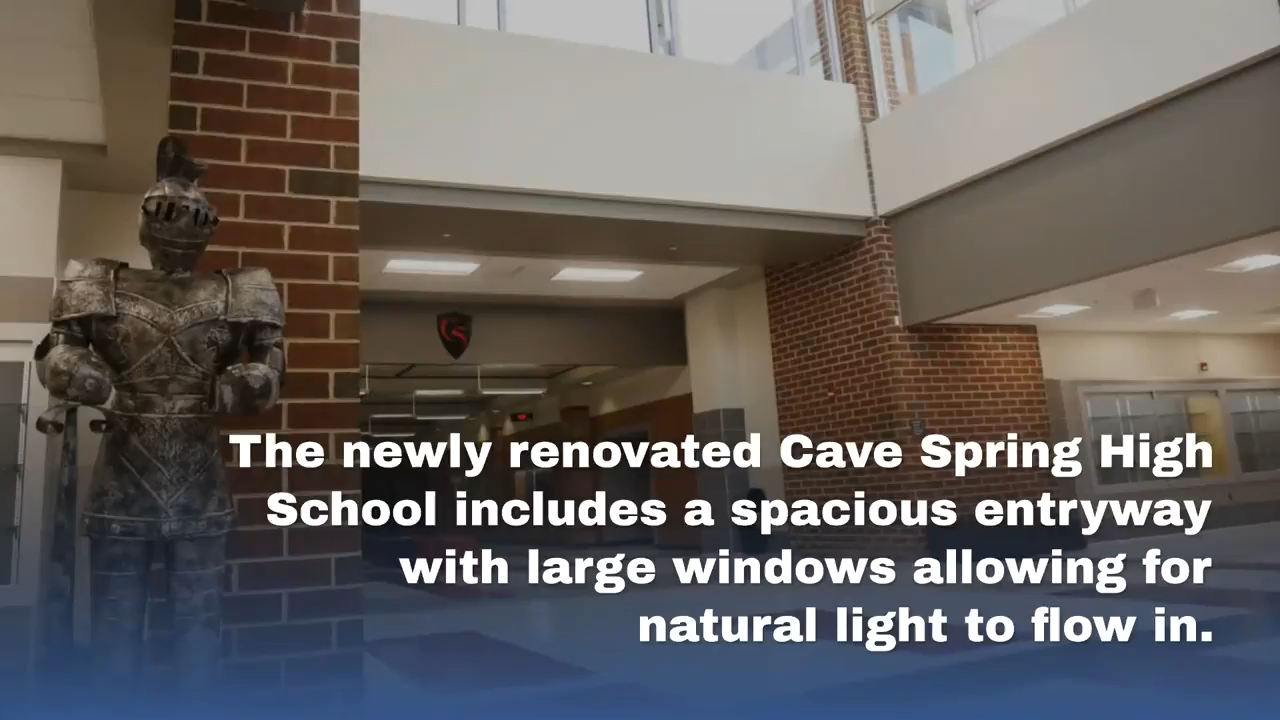 The newly renovated Cave Spring High
School includes a spacious entryway
with large windows allowing for
natural light to flow in.